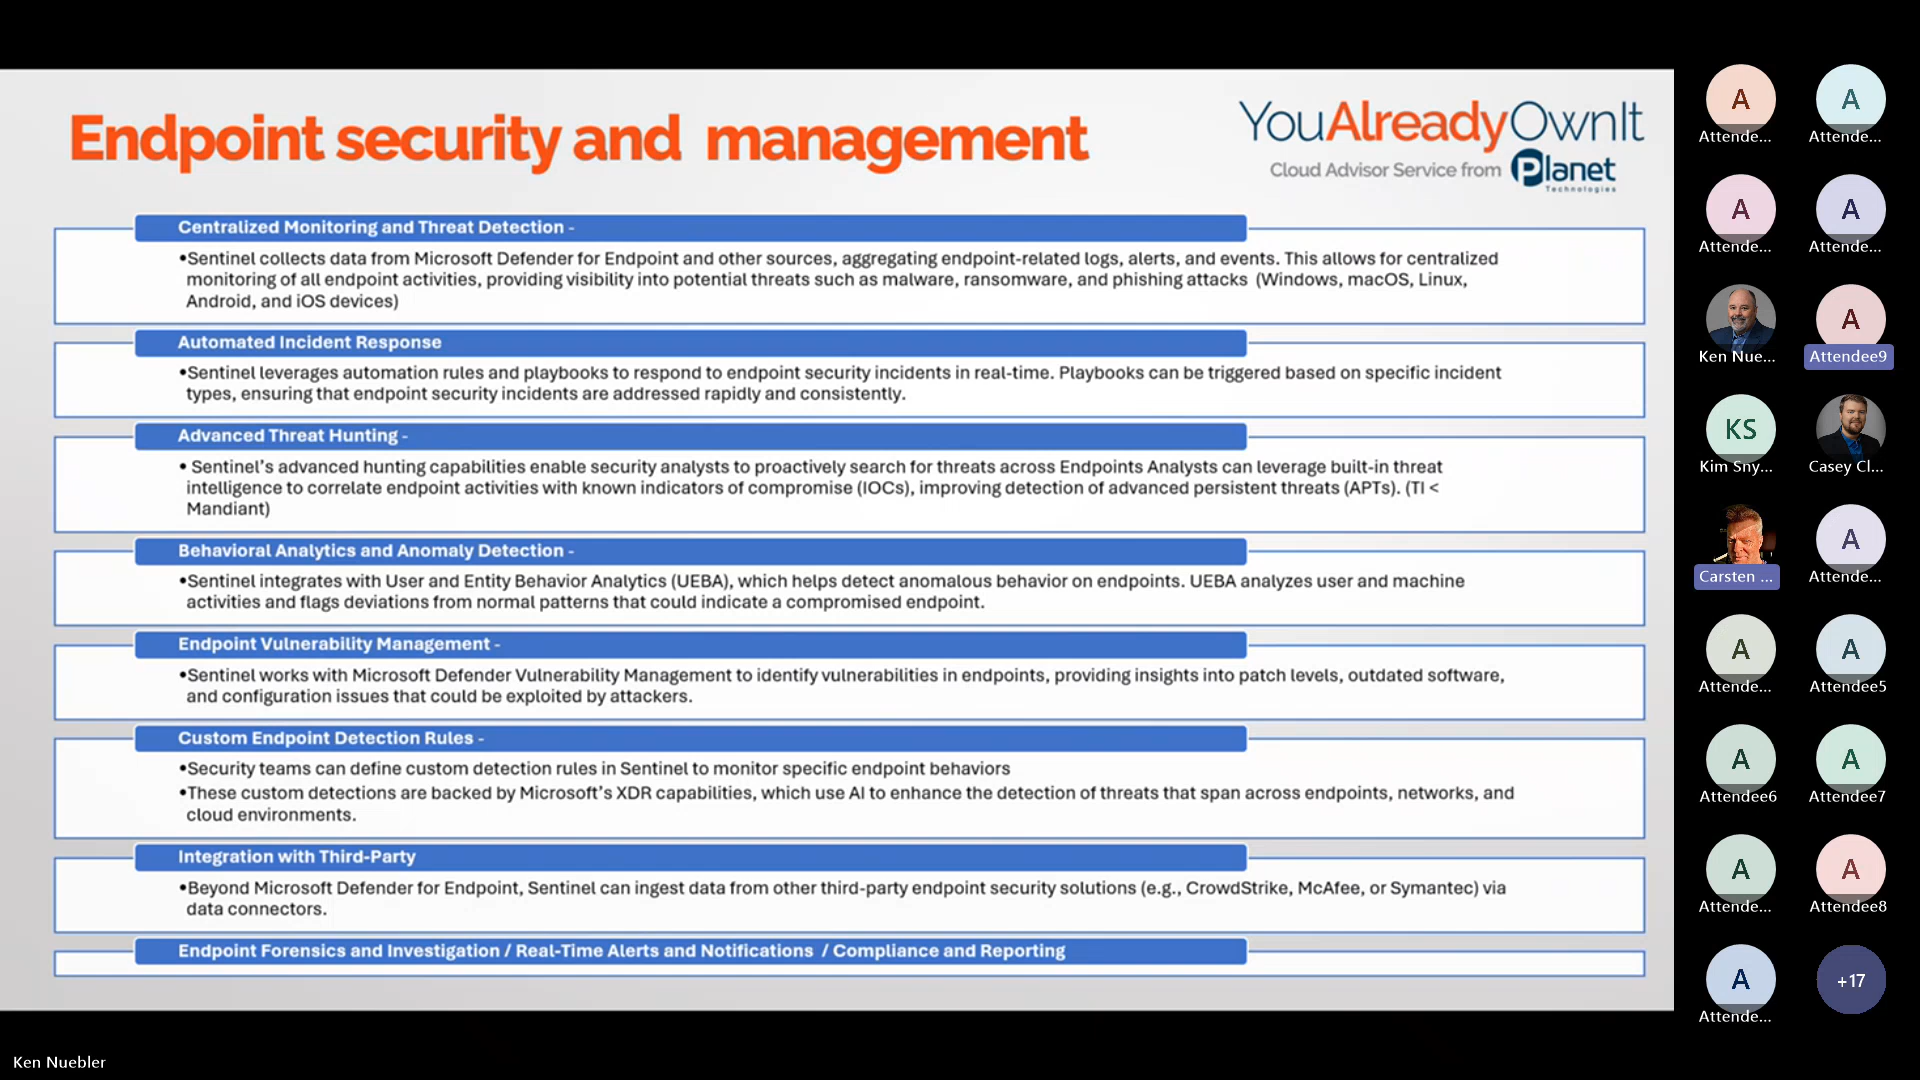 Endpoint security and management
YouAlreadyOwnIt
Cloud Advisor Service from Planet
Technologies
Centralized Monitoring and Threat Detection -
•Sentinel collects data from Microsoft Defender for Endpoint and other sources, aggregating endpoint-related logs, alerts, and events. This allows for centralized
monitoring of all endpoint activities, providing visibility into potential threats such as malware, ransomware, and phishing attacks (Windows, macOS, Linux,
Android, and iOS devices)
Automated Incident Response
•Sentinel leverages automation rules and playbooks to respond to endpoint security incidents in real-time. Playbooks can be triggered based on specific incident
types, ensuring that endpoint security incidents are addressed rapidly and consistently.
Advanced Threat Hunting -
• Sentinel's advanced hunting capabilities enable security analysts to proactively search for threats across Endpoints Analysts can leverage built-in threat
intelligence to correlate endpoint activities with known indicators of compromise (IOCs), improving detection of advanced persistent threats (APTs). (TI <
Mandiant)
Behavioral Analytics and Anomaly Detection -
•Sentinel integrates with User and Entity Behavior Analytics (UEBA), which helps detect anomalous behavior on endpoints. UEBA analyzes user and machine
activities and flags deviations from normal patterns that could indicate a compromised endpoint.
Endpoint Vulnerability Management -
•Sentinel works with Microsoft Defender Vulnerability Management to identify vulnerabilities in endpoints, providing insights into patch levels, outdated software,
and configuration issues that could be exploited by attackers.
Custom Endpoint Detection Rules -
•Security teams can define custom detection rules in Sentinel to monitor specific endpoint behaviors
•These custom detections are backed by Microsoft's XDR capabilities, which use AI to enhance the detection of threats that span across endpoints, networks, and
cloud environments.
Integration with Third-Party
•Beyond Microsoft Defender for Endpoint, Sentinel can ingest data from other third-party endpoint security solutions (e.g., CrowdStrike, McAfee, or Symantec) via
data connectors.
Endpoint Forensics and Investigation / Real-Time Alerts and Notifications / Compliance and Reporting
A A
Attende... Attende...
A A
Attende... Attende...
A
Ken Nue... Attendee9
KS
Kim Sny... Casey Cl...
A
Carsten ... Attende...
A A
Attende... Attendee5
A A
Attendee6 Attendee7
A A
Attende... Attendee8
A +17
Attende...
Ken Nuebler